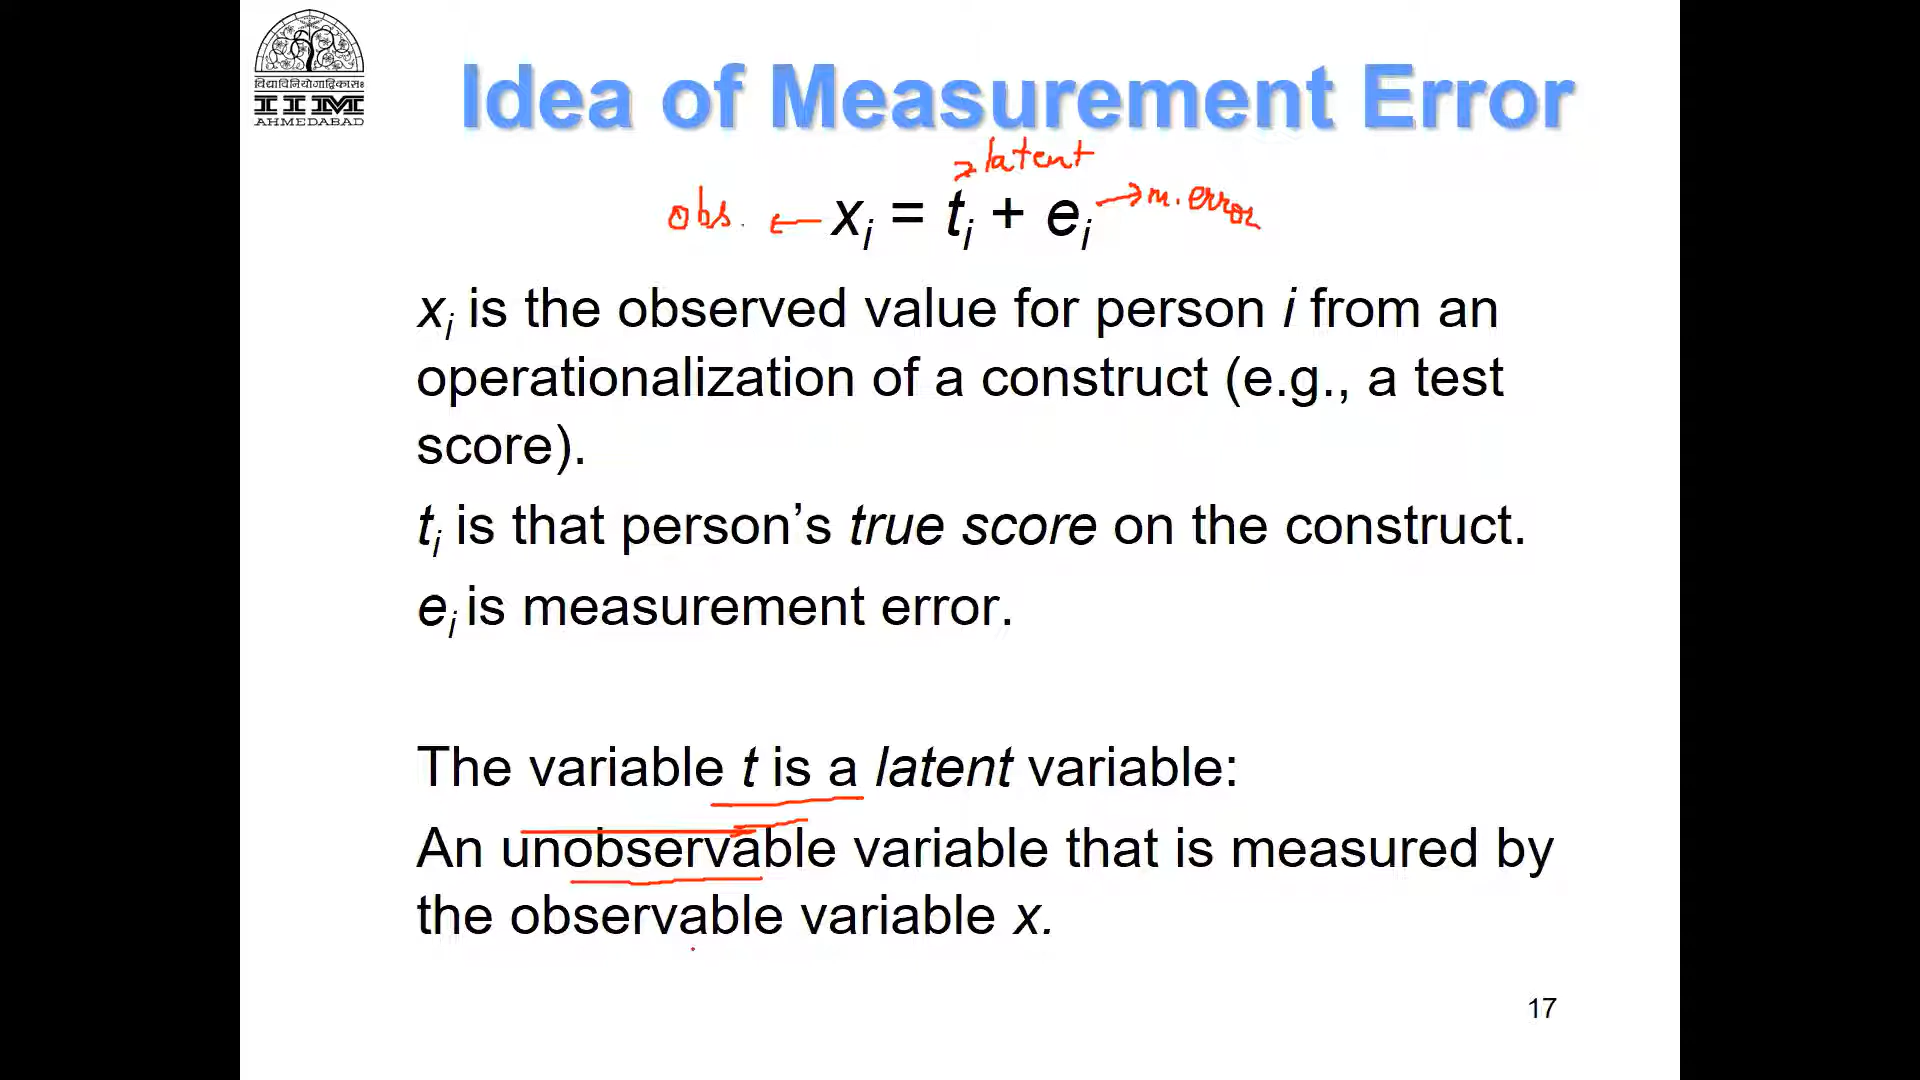 विद्याविनियोगाद्विकासः
IIM
AHMEDABAD
Idea of Measurement Error
latent
obs. ← xᵢ = tᵢ + eᵢ → m. error
xᵢ is the observed value for person i from an
operationalization of a construct (e.g., a test
score).
tᵢ is that person’s true score on the construct.
eᵢ is measurement error.
The variable t is a latent variable:
An unobservable variable that is measured by
the observable variable x.
17